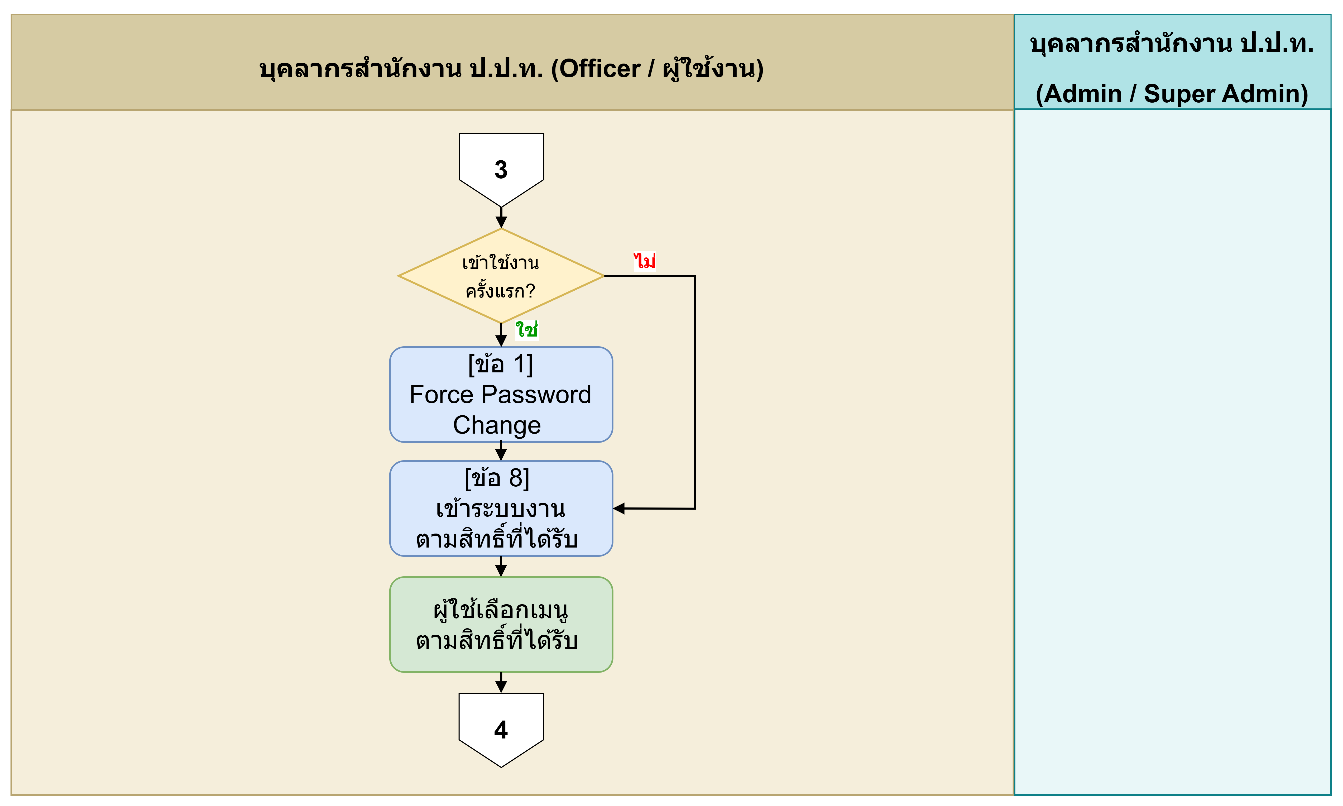 บุคลากรสำนักงาน ป.ป.ท. (Officer / ผู้ใช้งาน)
บุคลากรสำนักงาน ป.ป.ท.
(Admin / Super Admin)
3
เข้าใช้งาน
ครั้งแรก?
ไม่
ใช่
[ข้อ 1]
Force Password
Change
[ข้อ 8]
เข้าระบบงาน
ตามสิทธิ์ที่ได้รับ
ผู้ใช้เลือกเมนู
ตามสิทธิ์ที่ได้รับ
4